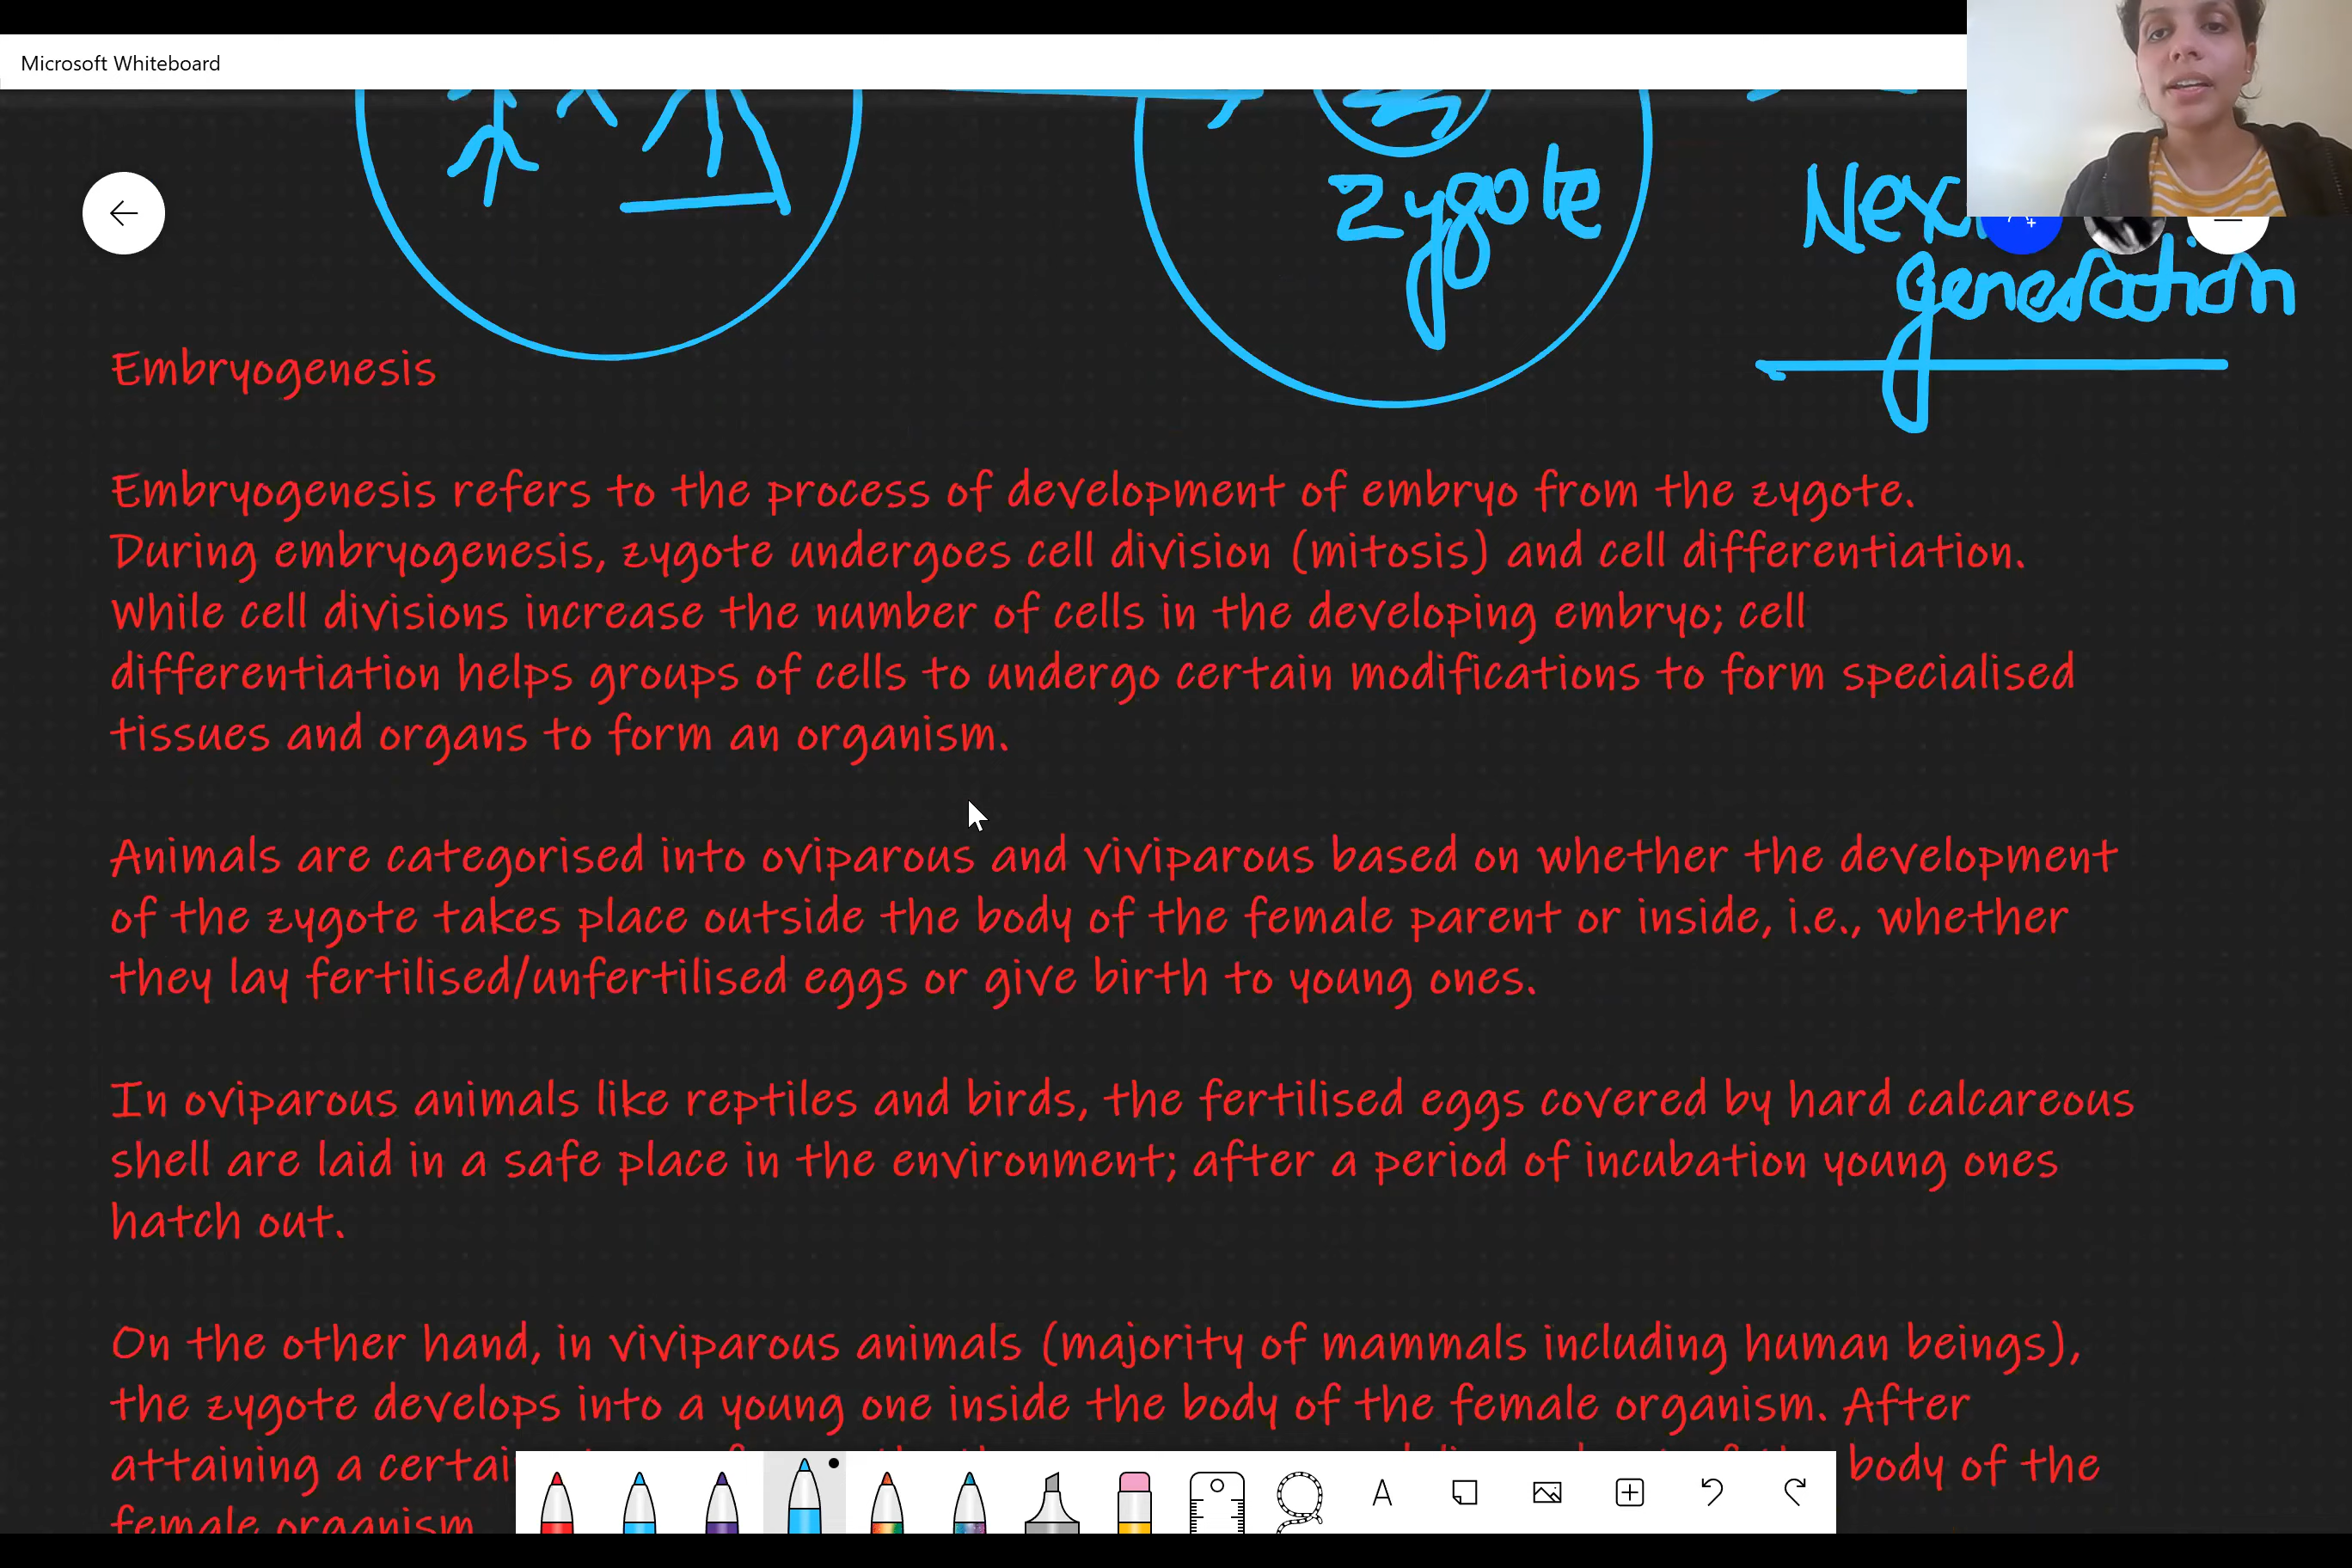 Microsoft Whiteboard
zygote
generation
Embryogenesis
Embryogenesis refers to the process of development of embryo from the zygote.
During embryogenesis, zygote undergoes cell division (mitosis) and cell differentiation.
While cell divisions increase the number of cells in the developing embryo; cell
differentiation helps groups of cells to undergo certain modifications to form specialised
tissues and organs to form an organism.
Animals are categorised into oviparous and viviparous based on whether the development
of the zygote takes place outside the body of the female parent or inside, i.e., whether
they lay fertilised/unfertilised eggs or give birth to young ones.
In oviparous animals like reptiles and birds, the fertilised eggs covered by hard calcareous
shell are laid in a safe place in the environment; after a period of incubation young ones
hatch out.
On the other hand, in viviparous animals (majority of mammals including human beings),
the zygote develops into a young one inside the body of the female organism. After
attaining a body of the
female organism